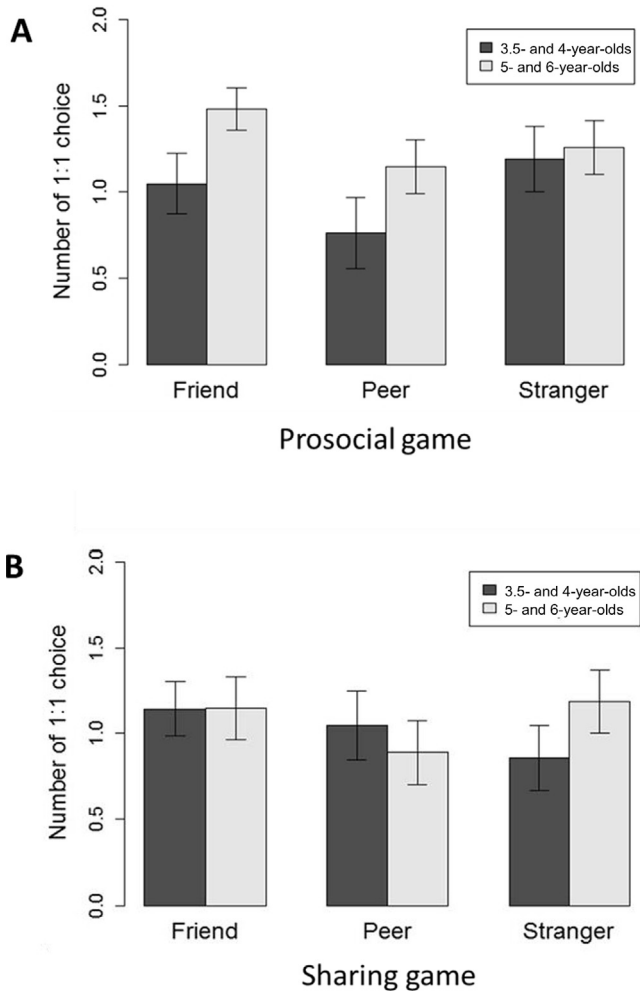 A
2.0
1.5
1.0
0.5
0.0
Number of 1:1 choice
3.5- and 4-year-olds
5- and 6-year-olds
Friend Peer Stranger
Prosocial game
B
2.0
1.5
1.0
0.5
0.0
Number of 1:1 choice
3.5- and 4-year-olds
5- and 6-year-olds
Friend Peer Stranger
Sharing game